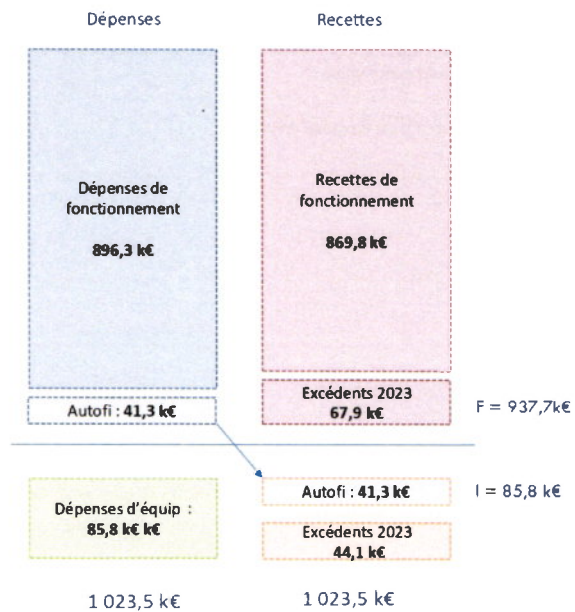 Dépenses
Recettes
Dépenses de
fonctionnement
896,3 k€
Recettes de
fonctionnement
869,8 k€
Autofi : 41,3 k€
Excédents 2023
67,9 k€
F = 937,7k€
Dépenses d'équip :
85,8 k€ k€
Autofi : 41,3 k€
I = 85,8 k€
Excédents 2023
44,1 k€
1 023,5 k€
1 023,5 k€